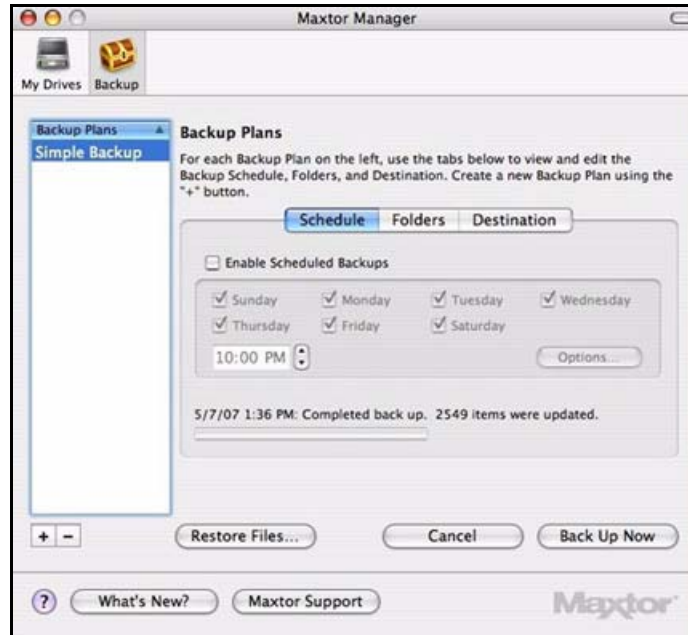 Maxtor Manager
My Drives Backup
Backup Plans
Simple Backup
Backup Plans
For each Backup Plan on the left, use the tabs below to view and edit the
Backup Schedule, Folders, and Destination. Create a new Backup Plan using the
"+" button.
Schedule Folders Destination
Enable Scheduled Backups
Sunday Monday Tuesday Wednesday
Thursday Friday Saturday
10:00 PM Options...
5/7/07 1:36 PM: Completed back up. 2549 items were updated.
+ - Restore Files... Cancel Back Up Now
? What's New? Maxtor Support Maxtor